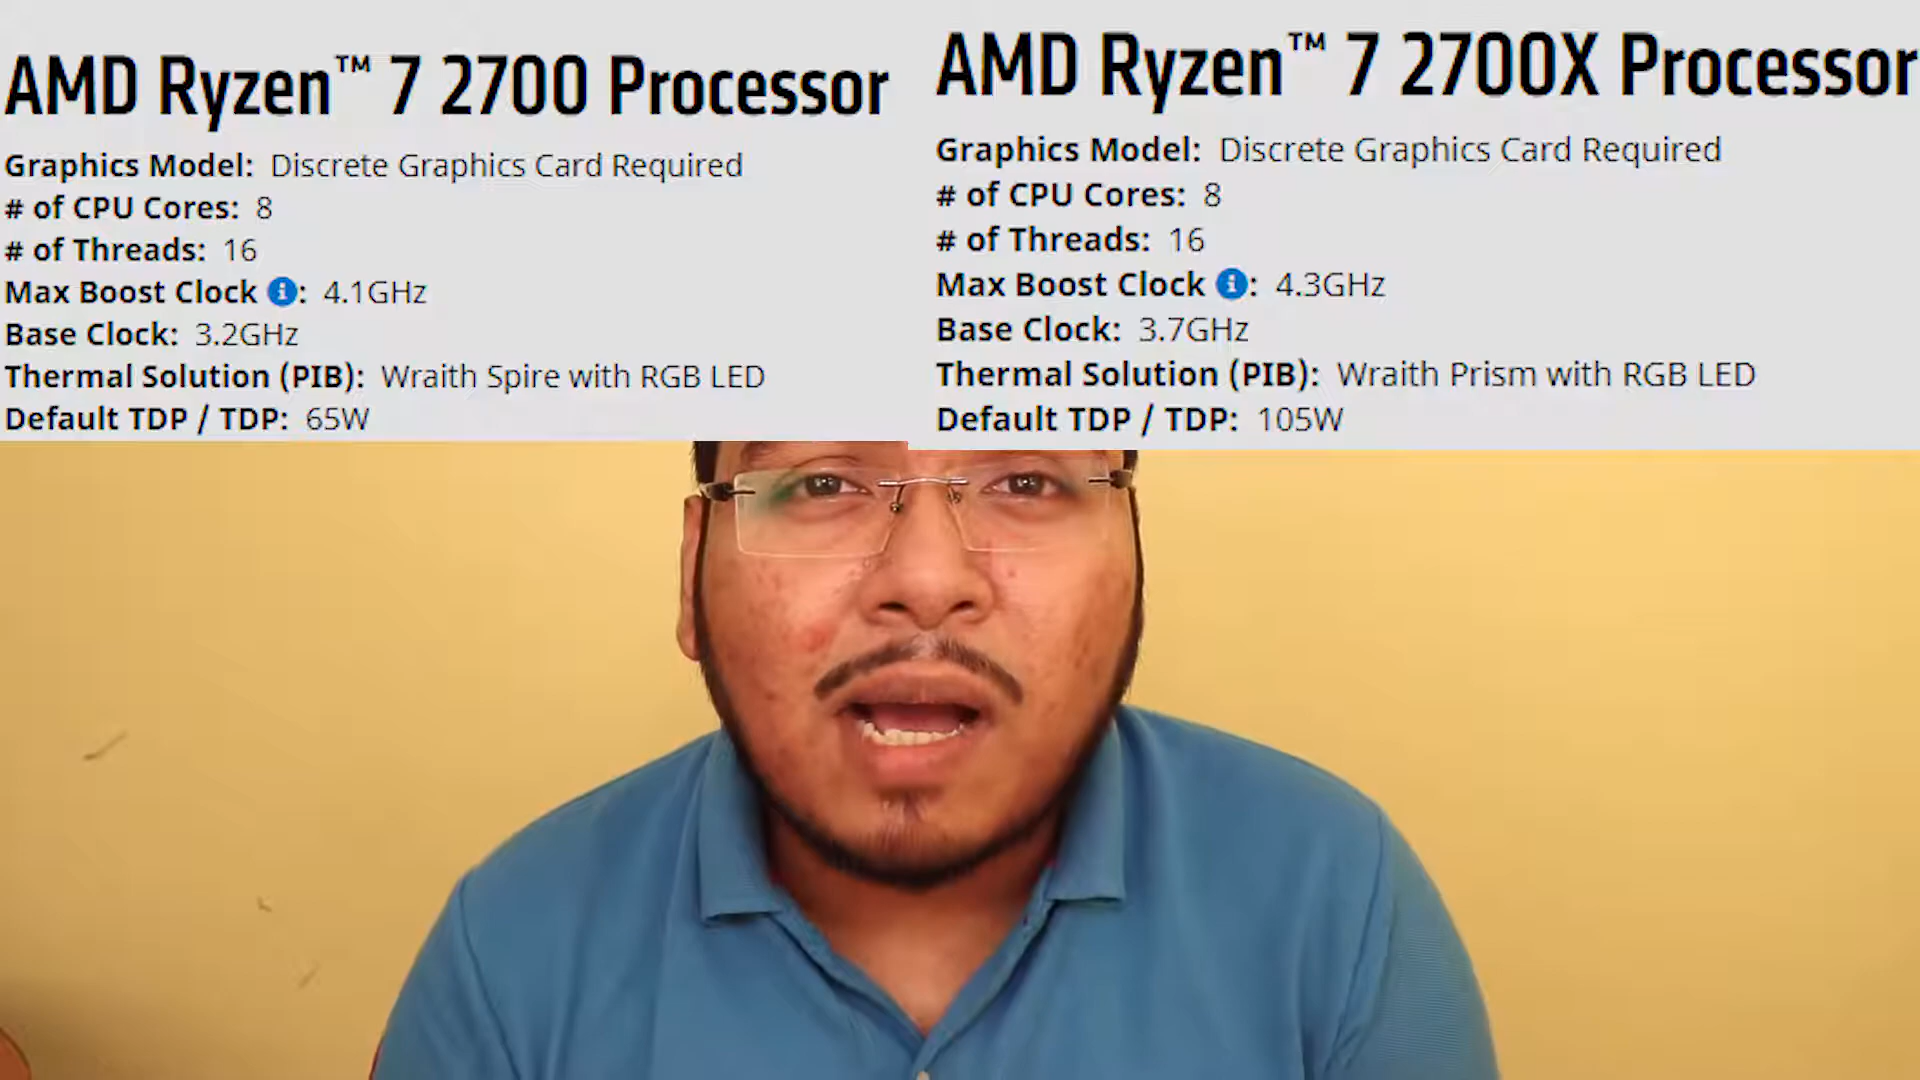 AMD Ryzen™ 7 2700 Processor
Graphics Model: Discrete Graphics Card Required
# of CPU Cores: 8
# of Threads: 16
Max Boost Clock i: 4.1GHz
Base Clock: 3.2GHz
Thermal Solution (PIB): Wraith Spire with RGB LED
Default TDP / TDP: 65W
AMD Ryzen™ 7 2700X Processor
Graphics Model: Discrete Graphics Card Required
# of CPU Cores: 8
# of Threads: 16
Max Boost Clock i: 4.3GHz
Base Clock: 3.7GHz
Thermal Solution (PIB): Wraith Prism with RGB LED
Default TDP / TDP: 105W